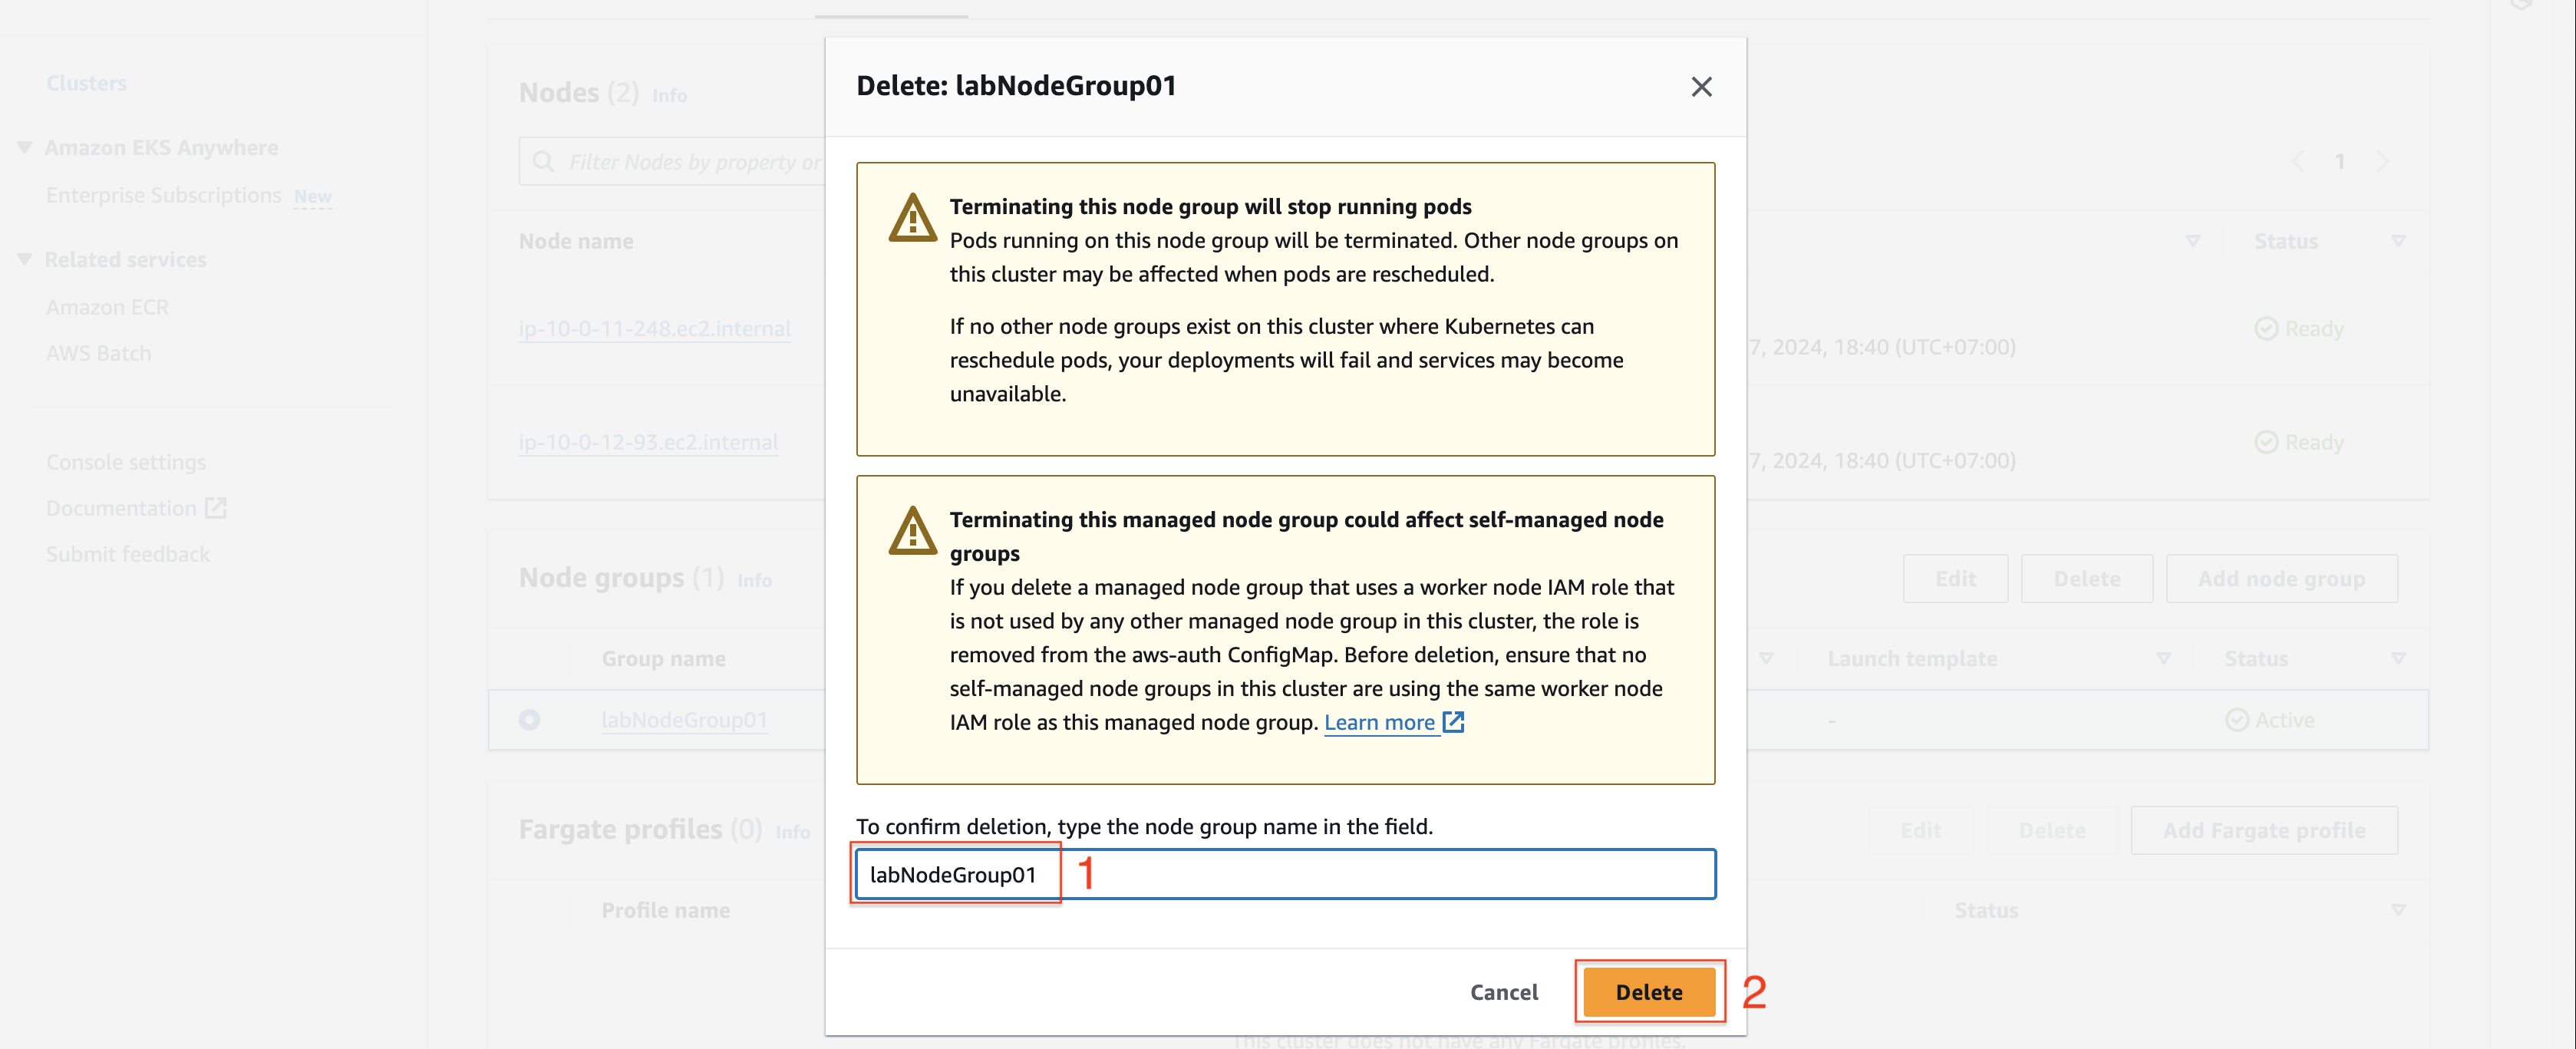 Clusters
Amazon EKS Anywhere
Enterprise Subscriptions New
Related services
Amazon ECR
AWS Batch
Console settings
Documentation
Submit feedback
Nodes (2) Info
Filter Nodes by property or
1
Node name
Status
ip-10-0-11-248.ec2.internal
7, 2024, 18:40 (UTC+07:00)
Ready
ip-10-0-12-93.ec2.internal
7, 2024, 18:40 (UTC+07:00)
Ready
Node groups (1) Info
Edit
Delete
Add node group
Group name
Launch template
Status
labNodeGroup01
-
Active
Fargate profiles (0) Info
Edit
Delete
Add Fargate profile
Profile name
Status
This cluster does not have any Fargate profiles.
Delete: labNodeGroup01
Terminating this node group will stop running pods
Pods running on this node group will be terminated. Other node groups on
this cluster may be affected when pods are rescheduled.
If no other node groups exist on this cluster where Kubernetes can
reschedule pods, your deployments will fail and services may become
unavailable.
Terminating this managed node group could affect self-managed node
groups
If you delete a managed node group that uses a worker node IAM role that
is not used by any other managed node group in this cluster, the role is
removed from the aws-auth ConfigMap. Before deletion, ensure that no
self-managed node groups in this cluster are using the same worker node
IAM role as this managed node group. Learn more
To confirm deletion, type the node group name in the field.
labNodeGroup01
1
Cancel
Delete
2